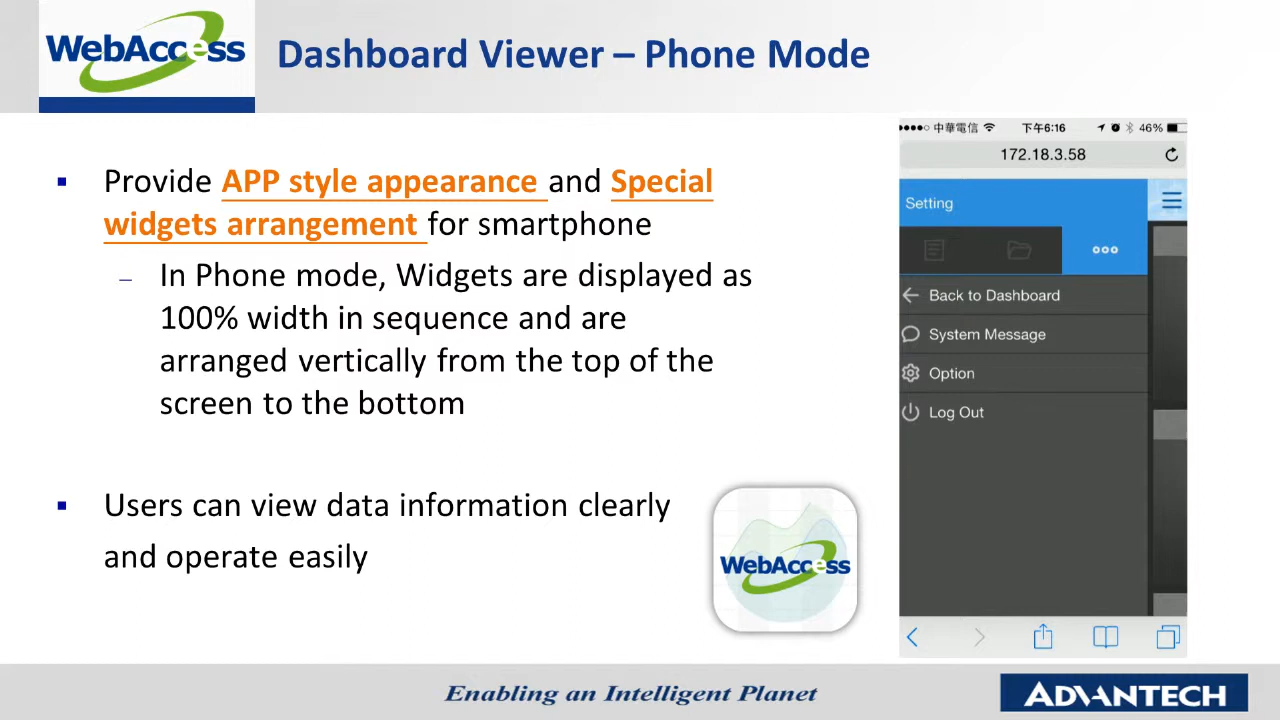 WebAccess
Dashboard Viewer – Phone Mode
▪ Provide APP style appearance and Special
widgets arrangement for smartphone
– In Phone mode, Widgets are displayed as
100% width in sequence and are
arranged vertically from the top of the
screen to the bottom
▪ Users can view data information clearly
and operate easily
WebAccess
中華電信 下午6:16 46%
172.18.3.58
Setting
Back to Dashboard
System Message
Option
Log Out
Enabling an Intelligent Planet
ADVANTECH